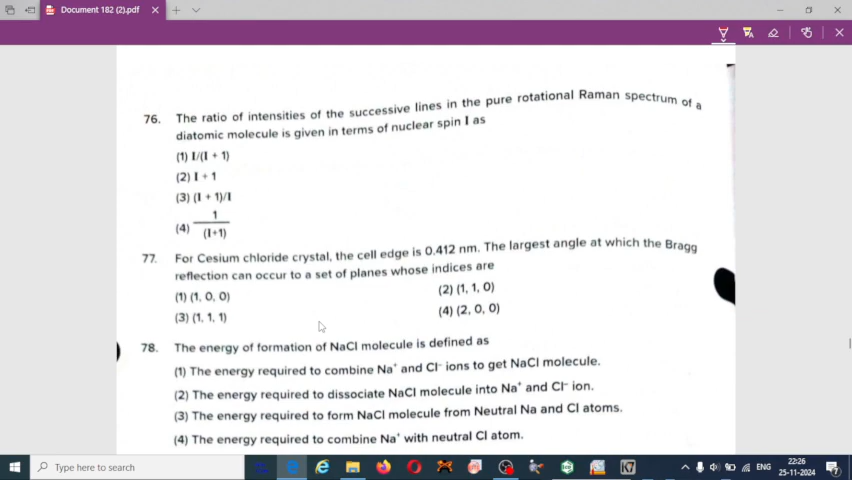 Document 182 (2).pdf
76. The ratio of intensities of the successive lines in the pure rotational Raman spectrum of a
diatomic molecule is given in terms of nuclear spin I as
(1) I/(I + 1)
(2) I + 1
(3) (I + 1)/I
(4) 1/(I+1)
77. For Cesium chloride crystal, the cell edge is 0.412 nm. The largest angle at which the Bragg
reflection can occur to a set of planes whose indices are
(1) (1, 0, 0) (2) (1, 1, 0)
(3) (1, 1, 1) (4) (2, 0, 0)
78. The energy of formation of NaCl molecule is defined as
(1) The energy required to combine Na⁺ and Cl⁻ ions to get NaCl molecule.
(2) The energy required to dissociate NaCl molecule into Na⁺ and Cl⁻ ion.
(3) The energy required to form NaCl molecule from Neutral Na and Cl atoms.
(4) The energy required to combine Na⁺ with neutral Cl atom.
Type here to search
ENG
22:26
25-11-2024